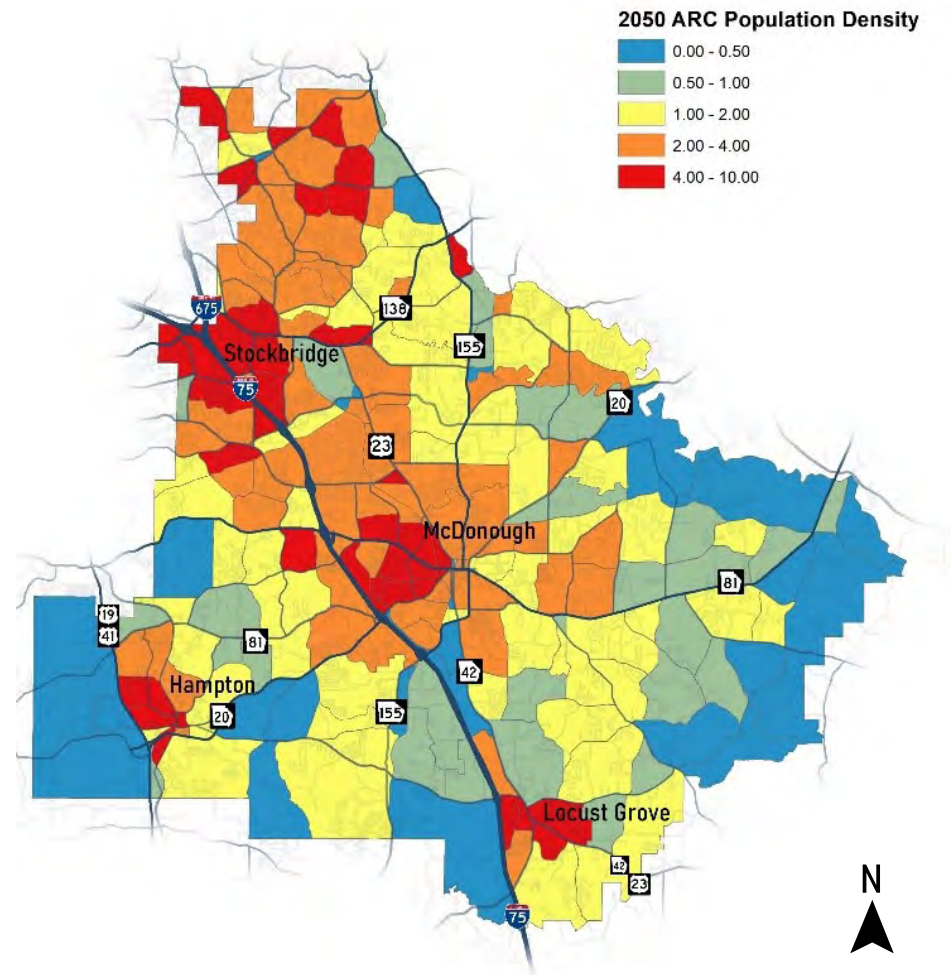 2050 ARC Population Density
0.00 - 0.50
0.50 - 1.00
1.00 - 2.00
2.00 - 4.00
4.00 - 10.00
675
138
Stockbridge
155
75
20
23
McDonough
81
19
41
81
42
Hampton
20
155
Locust Grove
42
23
75
N